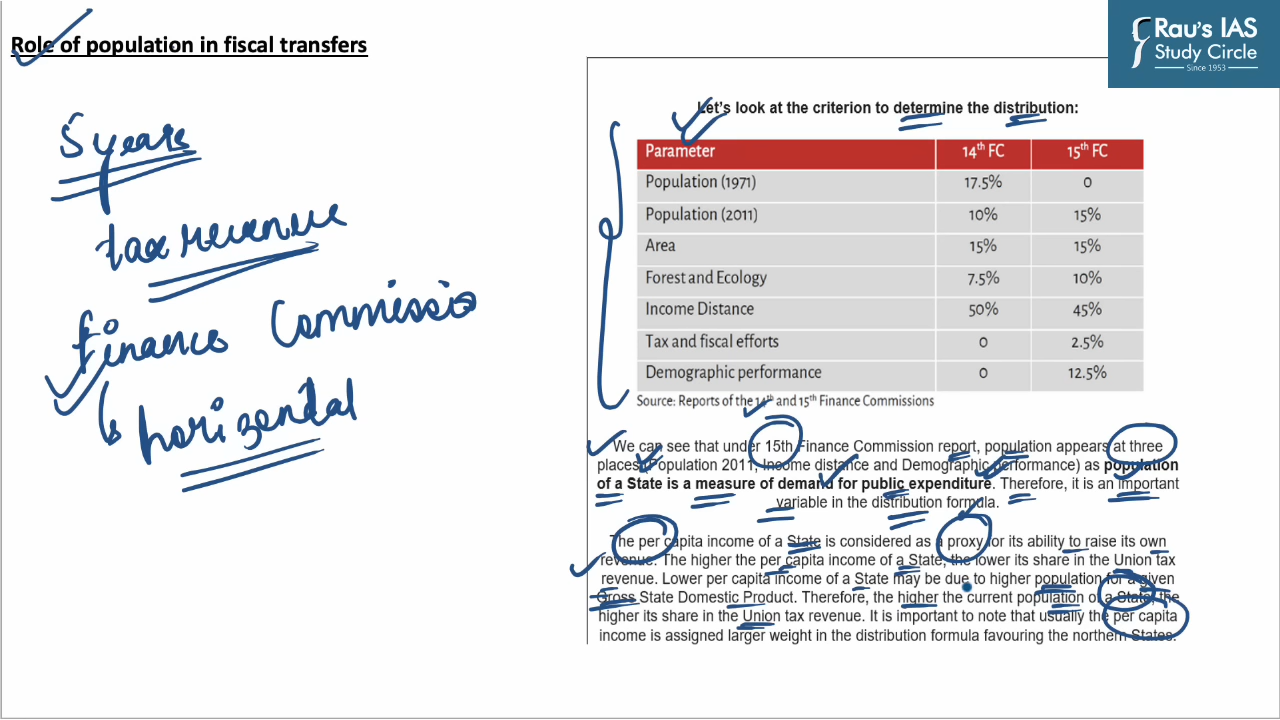 Role of population in fiscal transfers
Rau's IAS
Study Circle
Since 1953
5 years
tax revenue
Finance Commissio
horizental
Let's look at the criterion to determine the distribution:
Parameter 14th FC 15th FC
Population (1971) 17.5% 0
Population (2011) 10% 15%
Area 15% 15%
Forest and Ecology 7.5% 10%
Income Distance 50% 45%
Tax and fiscal efforts 0 2.5%
Demographic performance 0 12.5%
Source: Reports of the 14th and 15th Finance Commissions
We can see that under 15th Finance Commission report, population appears at three
places (Population 2011, Income distance and Demographic performance) as population
of a State is a measure of demand for public expenditure. Therefore, it is an important
variable in the distribution formula.
The per capita income of a State is considered as a proxy for its ability to raise its own
revenue. The higher the per capita income of a State, the lower its share in the Union tax
revenue. Lower per capita income of a State may be due to higher population for a given
Gross State Domestic Product. Therefore, the higher the current population of a State, the
higher its share in the Union tax revenue. It is important to note that usually the per capita
income is assigned larger weight in the distribution formula favouring the northern States.